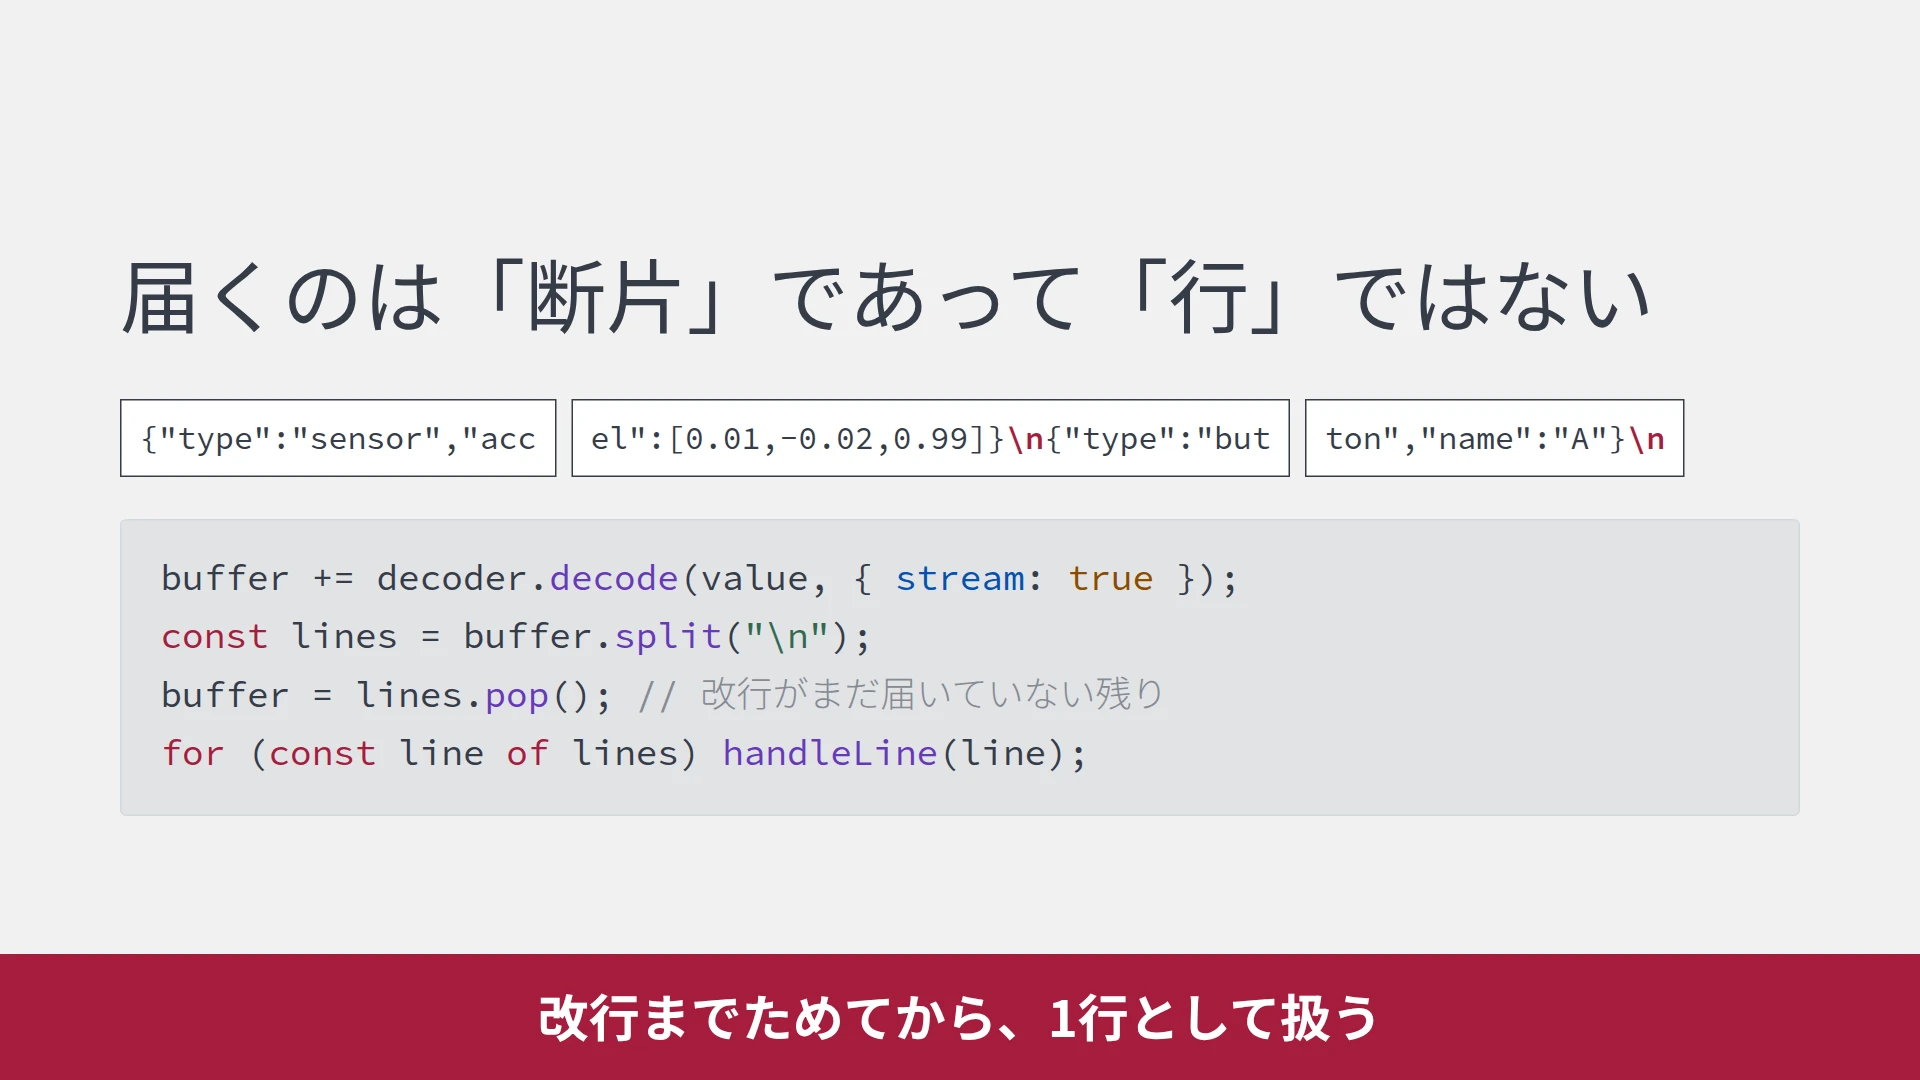 届くのは「断片」であって「行」ではない
{"type":"sensor","acc
el":[0.01,-0.02,0.99]}\n{"type":"but
ton","name":"A"}\n
buffer += decoder.decode(value, { stream: true });
const lines = buffer.split("\n");
buffer = lines.pop(); // 改行がまだ届いていない残り
for (const line of lines) handleLine(line);
改行までためてから、1行として扱う